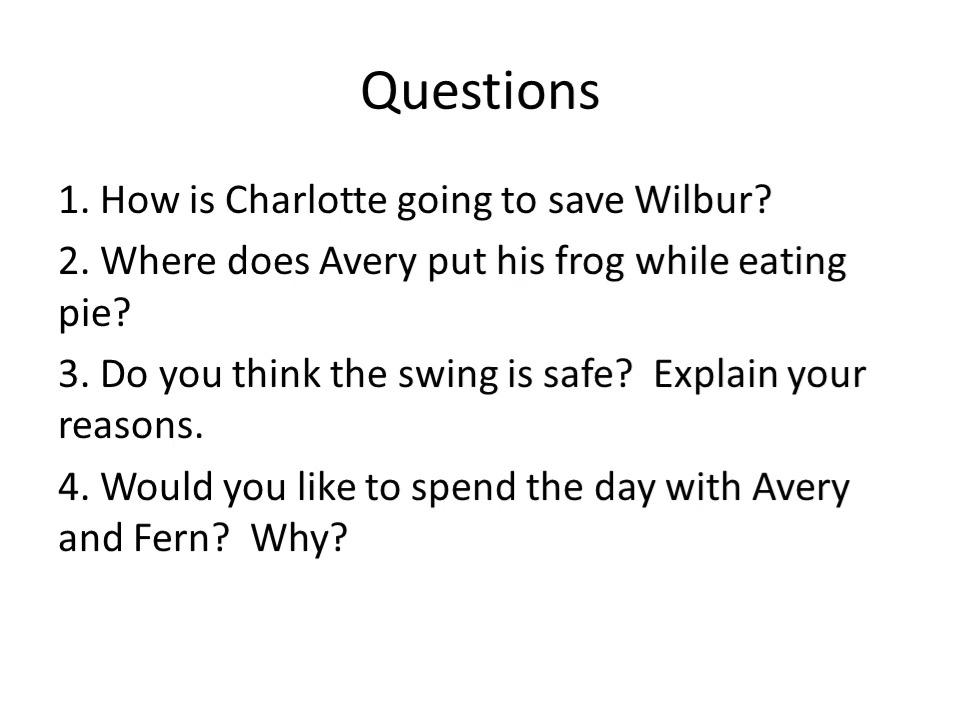 Questions
1. How is Charlotte going to save Wilbur?
2. Where does Avery put his frog while eating
pie?
3. Do you think the swing is safe?  Explain your
reasons.
4. Would you like to spend the day with Avery
and Fern?  Why?